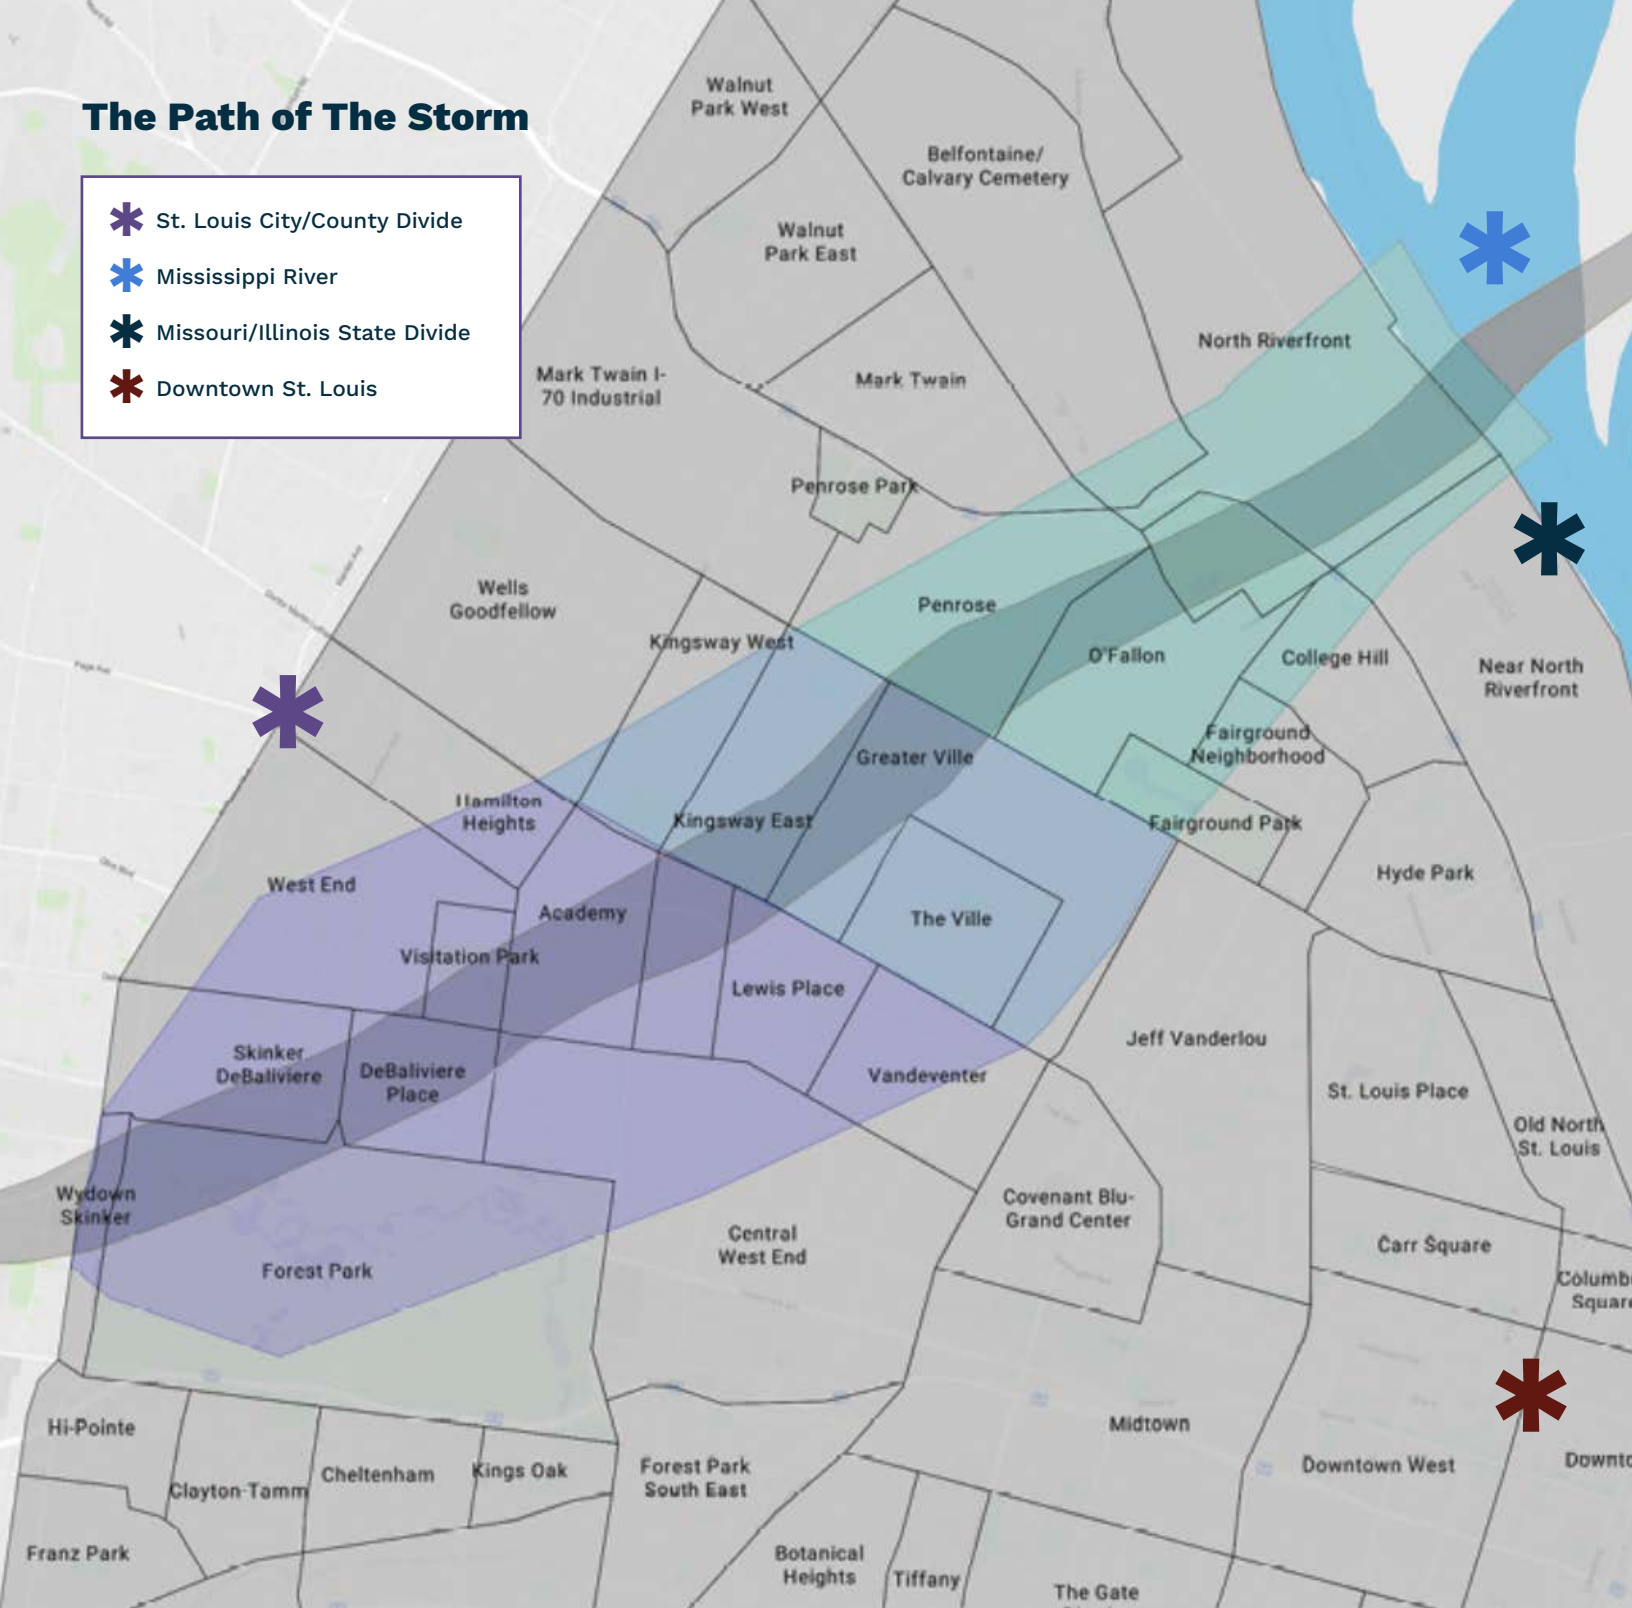 The Path of The Storm
St. Louis City/County Divide
Mississippi River
Missouri/Illinois State Divide
Downtown St. Louis
Walnut
Park West
Belfontaine/
Calvary Cemetery
Walnut
Park East
North Riverfront
Mark Twain I-
70 Industrial
Mark Twain
Penrose Park
Wells
Goodfellow
Penrose
Kingsway West
O'Fallon
College Hill
Near North
Riverfront
Fairground
Neighborhood
Greater Ville
Hamilton
Heights
Kingsway East
Fairground Park
Hyde Park
West End
Academy
The Ville
Visitation Park
Lewis Place
Jeff Vanderlou
Skinker
DeBaliviere
DeBaliviere
Place
Vandeventer
St. Louis Place
Old North
St. Louis
Wydown
Skinker
Covenant Blu-
Grand Center
Central
West End
Carr Square
Forest Park
Columb
Square
Hi-Pointe
Midtown
Clayton-Tamm
Cheltenham
Kings Oak
Forest Park
South East
Downtown West
Downto
Franz Park
Botanical
Heights
Tiffany
The Gate
Page Ave